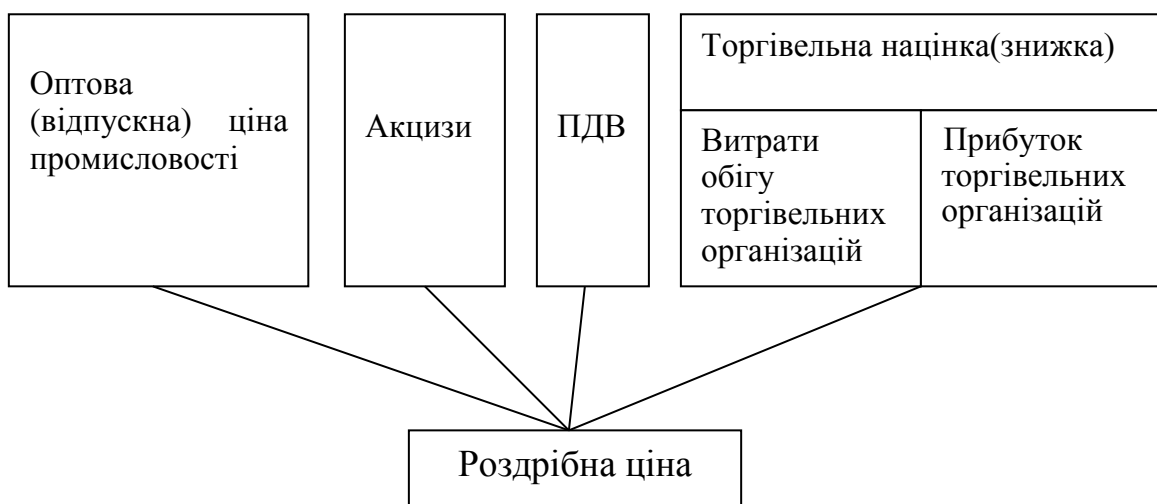 Оптова
(відпускна) ціна
промисловості
Акцизи
ПДВ
Торгівельна націнка(знижка)
Витрати
обігу
торгівельних
організацій
Прибуток
торгівельних
організацій
Роздрібна ціна